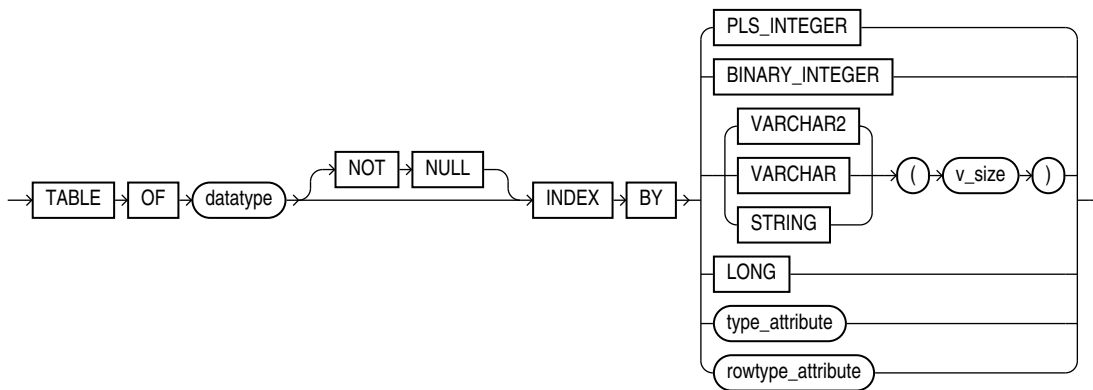 PLS_INTEGER
BINARY_INTEGER
VARCHAR2
NOT NULL VARCHAR ( v_size )
TABLE OF datatype INDEX BY
STRING
LONG
type_attribute
rowtype_attribute